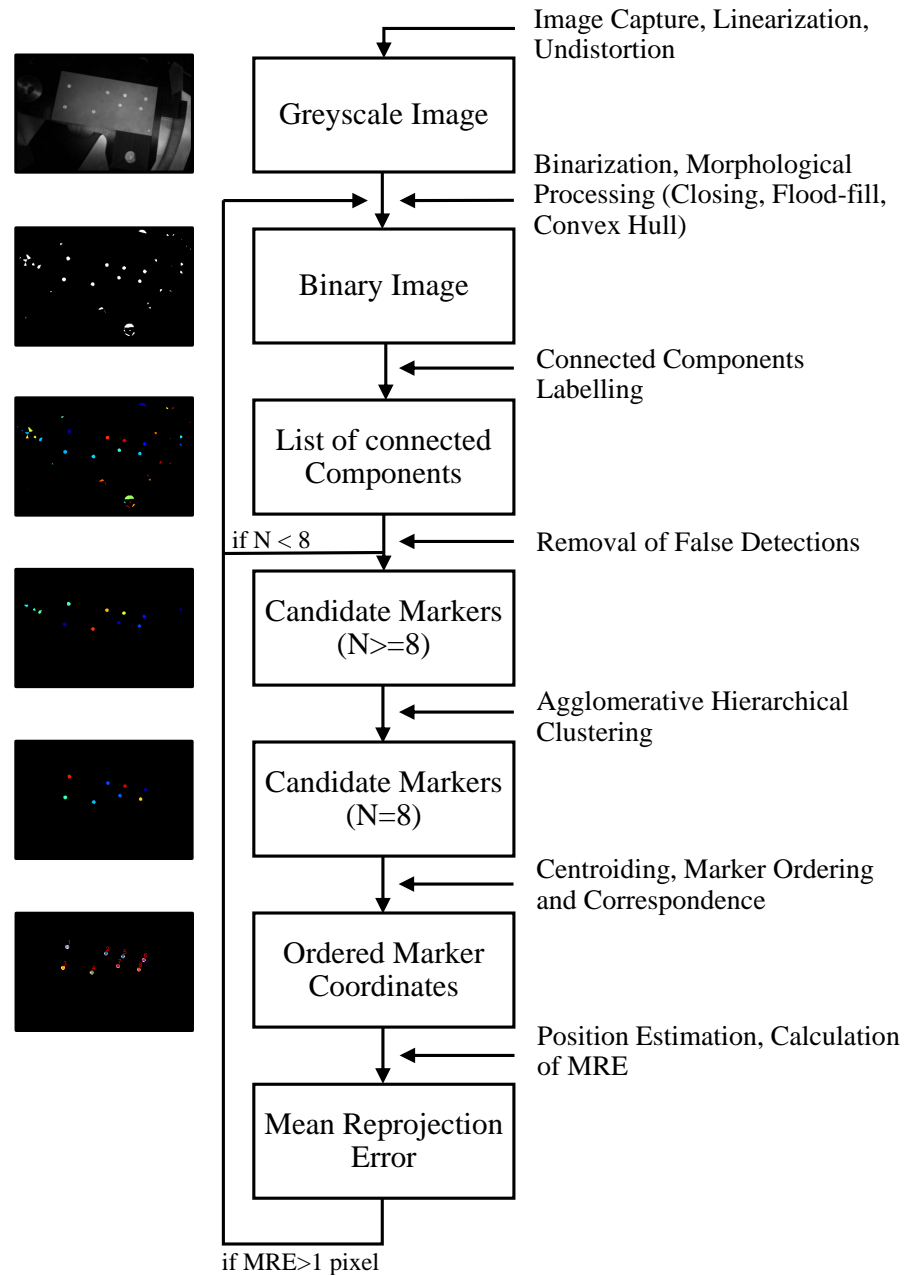 Image Capture, Linearization,
Undistortion
Greyscale Image
Binarization, Morphological
Processing (Closing, Flood-fill,
Convex Hull)
Binary Image
Connected Components
Labelling
List of connected
Components
if N < 8
Removal of False Detections
Candidate Markers
(N>=8)
Agglomerative Hierarchical
Clustering
Candidate Markers
(N=8)
Centroiding, Marker Ordering
and Correspondence
Ordered Marker
Coordinates
Position Estimation, Calculation
of MRE
Mean Reprojection
Error
if MRE>1 pixel